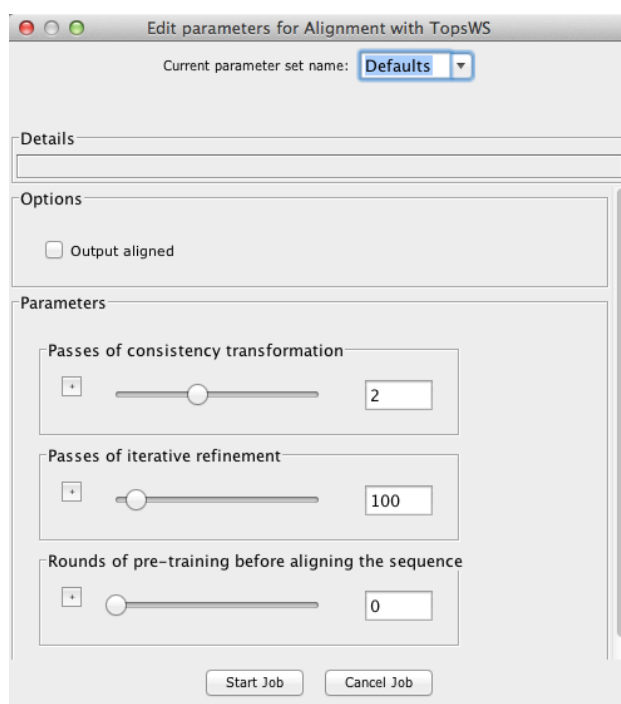 Edit parameters for Alignment with TopsWS
Current parameter set name: Defaults
Details
Options
Output aligned
Parameters
Passes of consistency transformation
2
Passes of iterative refinement
100
Rounds of pre-training before aligning the sequence
0
Start Job Cancel Job